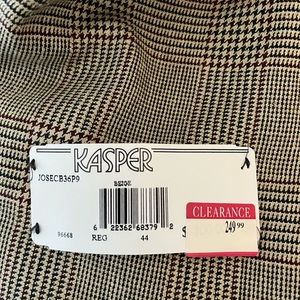 KASPER
JOSECB36P9
BEIGE
6 22362 68379 2
96668
REG
44
CLEARANCE
249.99